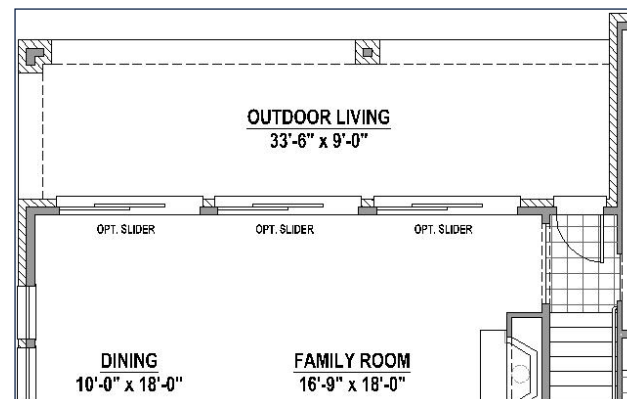 OUTDOOR LIVING
33'-6" x 9'-0"
OPT. SLIDER
OPT. SLIDER
OPT. SLIDER
DINING
10'-0" x 18'-0"
FAMILY ROOM
16'-9" x 18'-0"